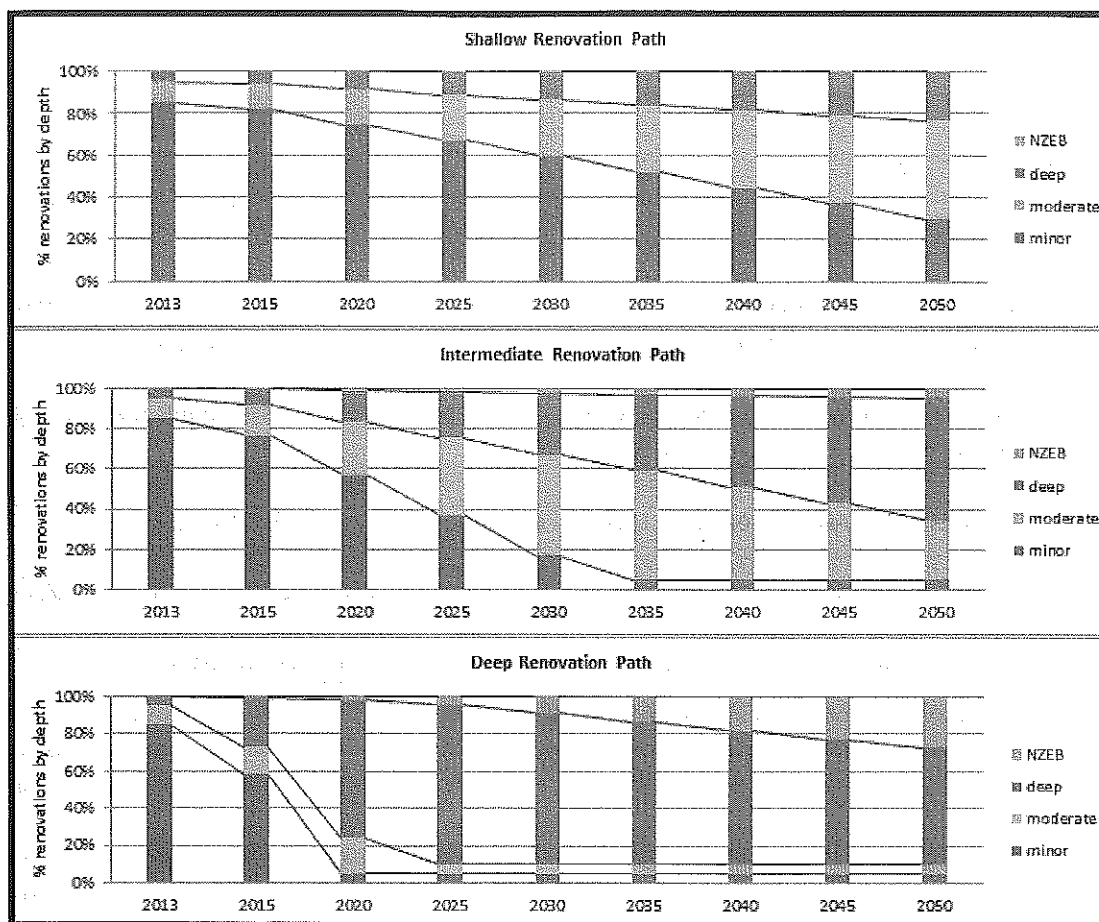 Shallow Renovation Path
% renovations by depth
100%
80%
60%
40%
20%
0%
2013 2015 2020 2025 2030 2035 2040 2045 2050
NZEB
deep
moderate
minor
Intermediate Renovation Path
% renovations by depth
100%
80%
60%
40%
20%
0%
2013 2015 2020 2025 2030 2035 2040 2045 2050
NZEB
deep
moderate
minor
Deep Renovation Path
% renovations by depth
100%
80%
60%
40%
20%
0%
2013 2015 2020 2025 2030 2035 2040 2045 2050
NZEB
deep
moderate
minor